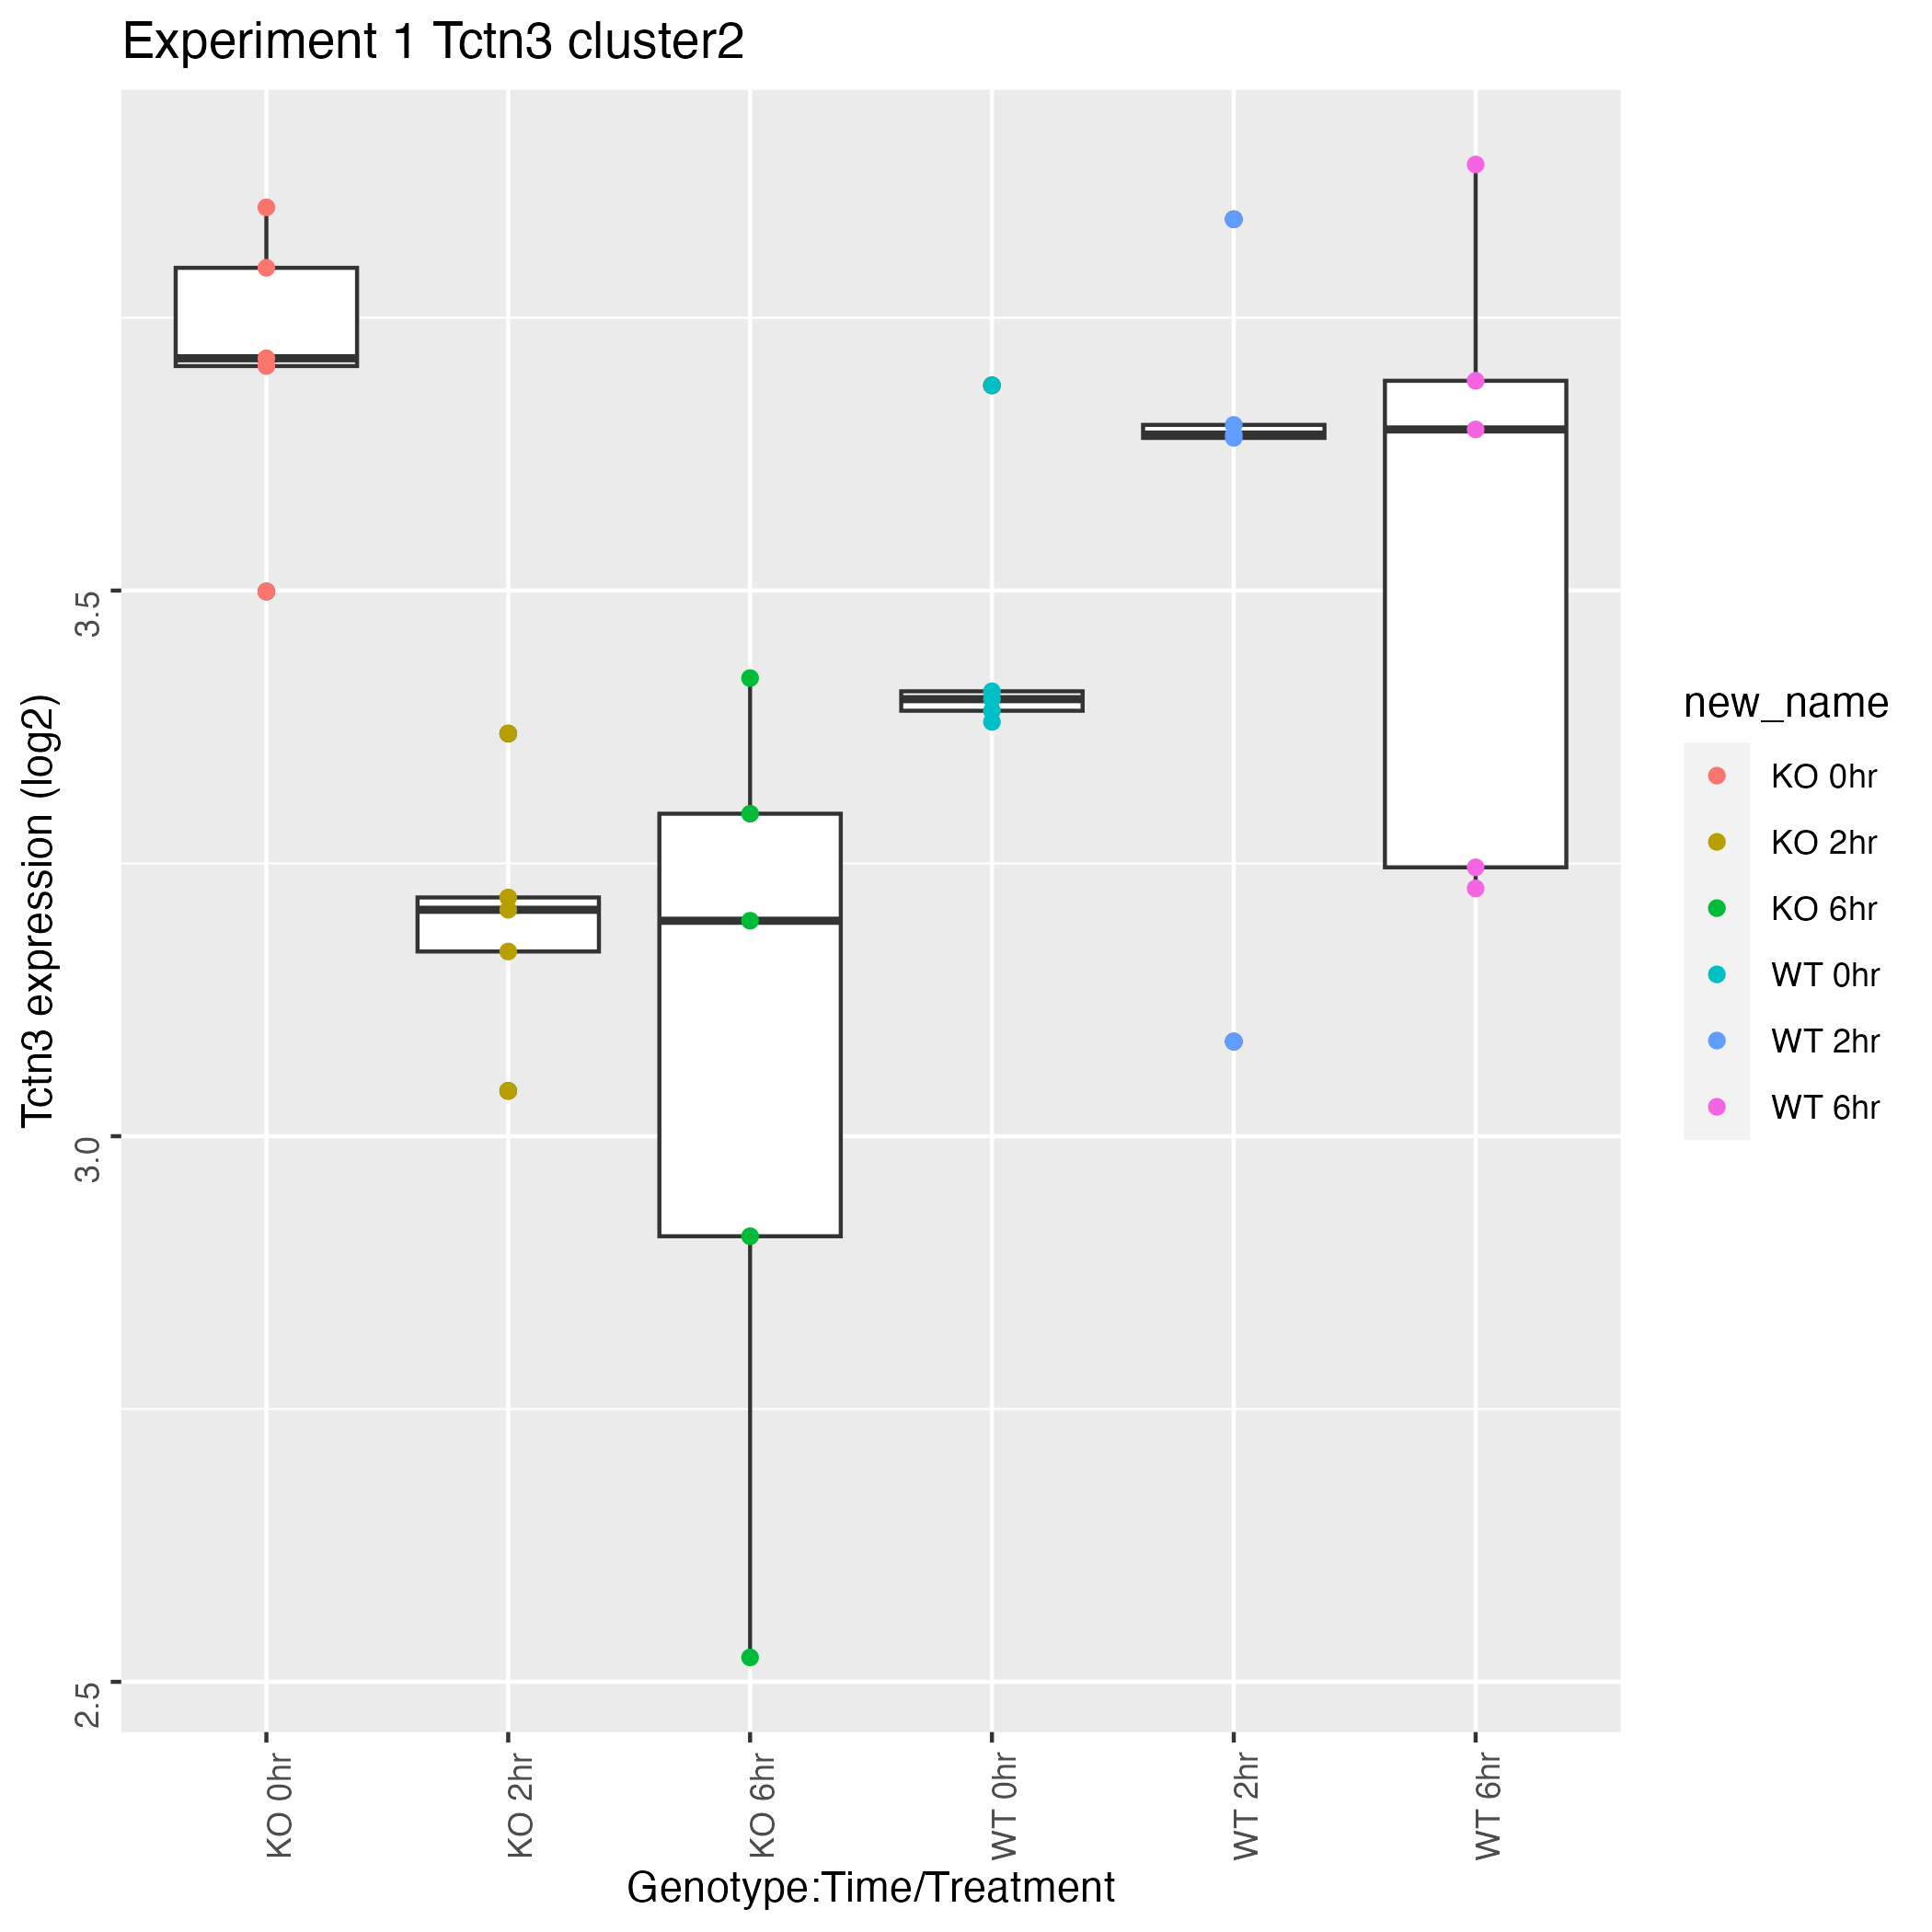 Experiment 1 Tctn3 cluster2
Tctn3 expression (log2)
3.5
3.0
2.5
KO 0hr
KO 2hr
KO 6hr
WT 0hr
WT 2hr
WT 6hr
Genotype:Time/Treatment
new_name
KO 0hr
KO 2hr
KO 6hr
WT 0hr
WT 2hr
WT 6hr